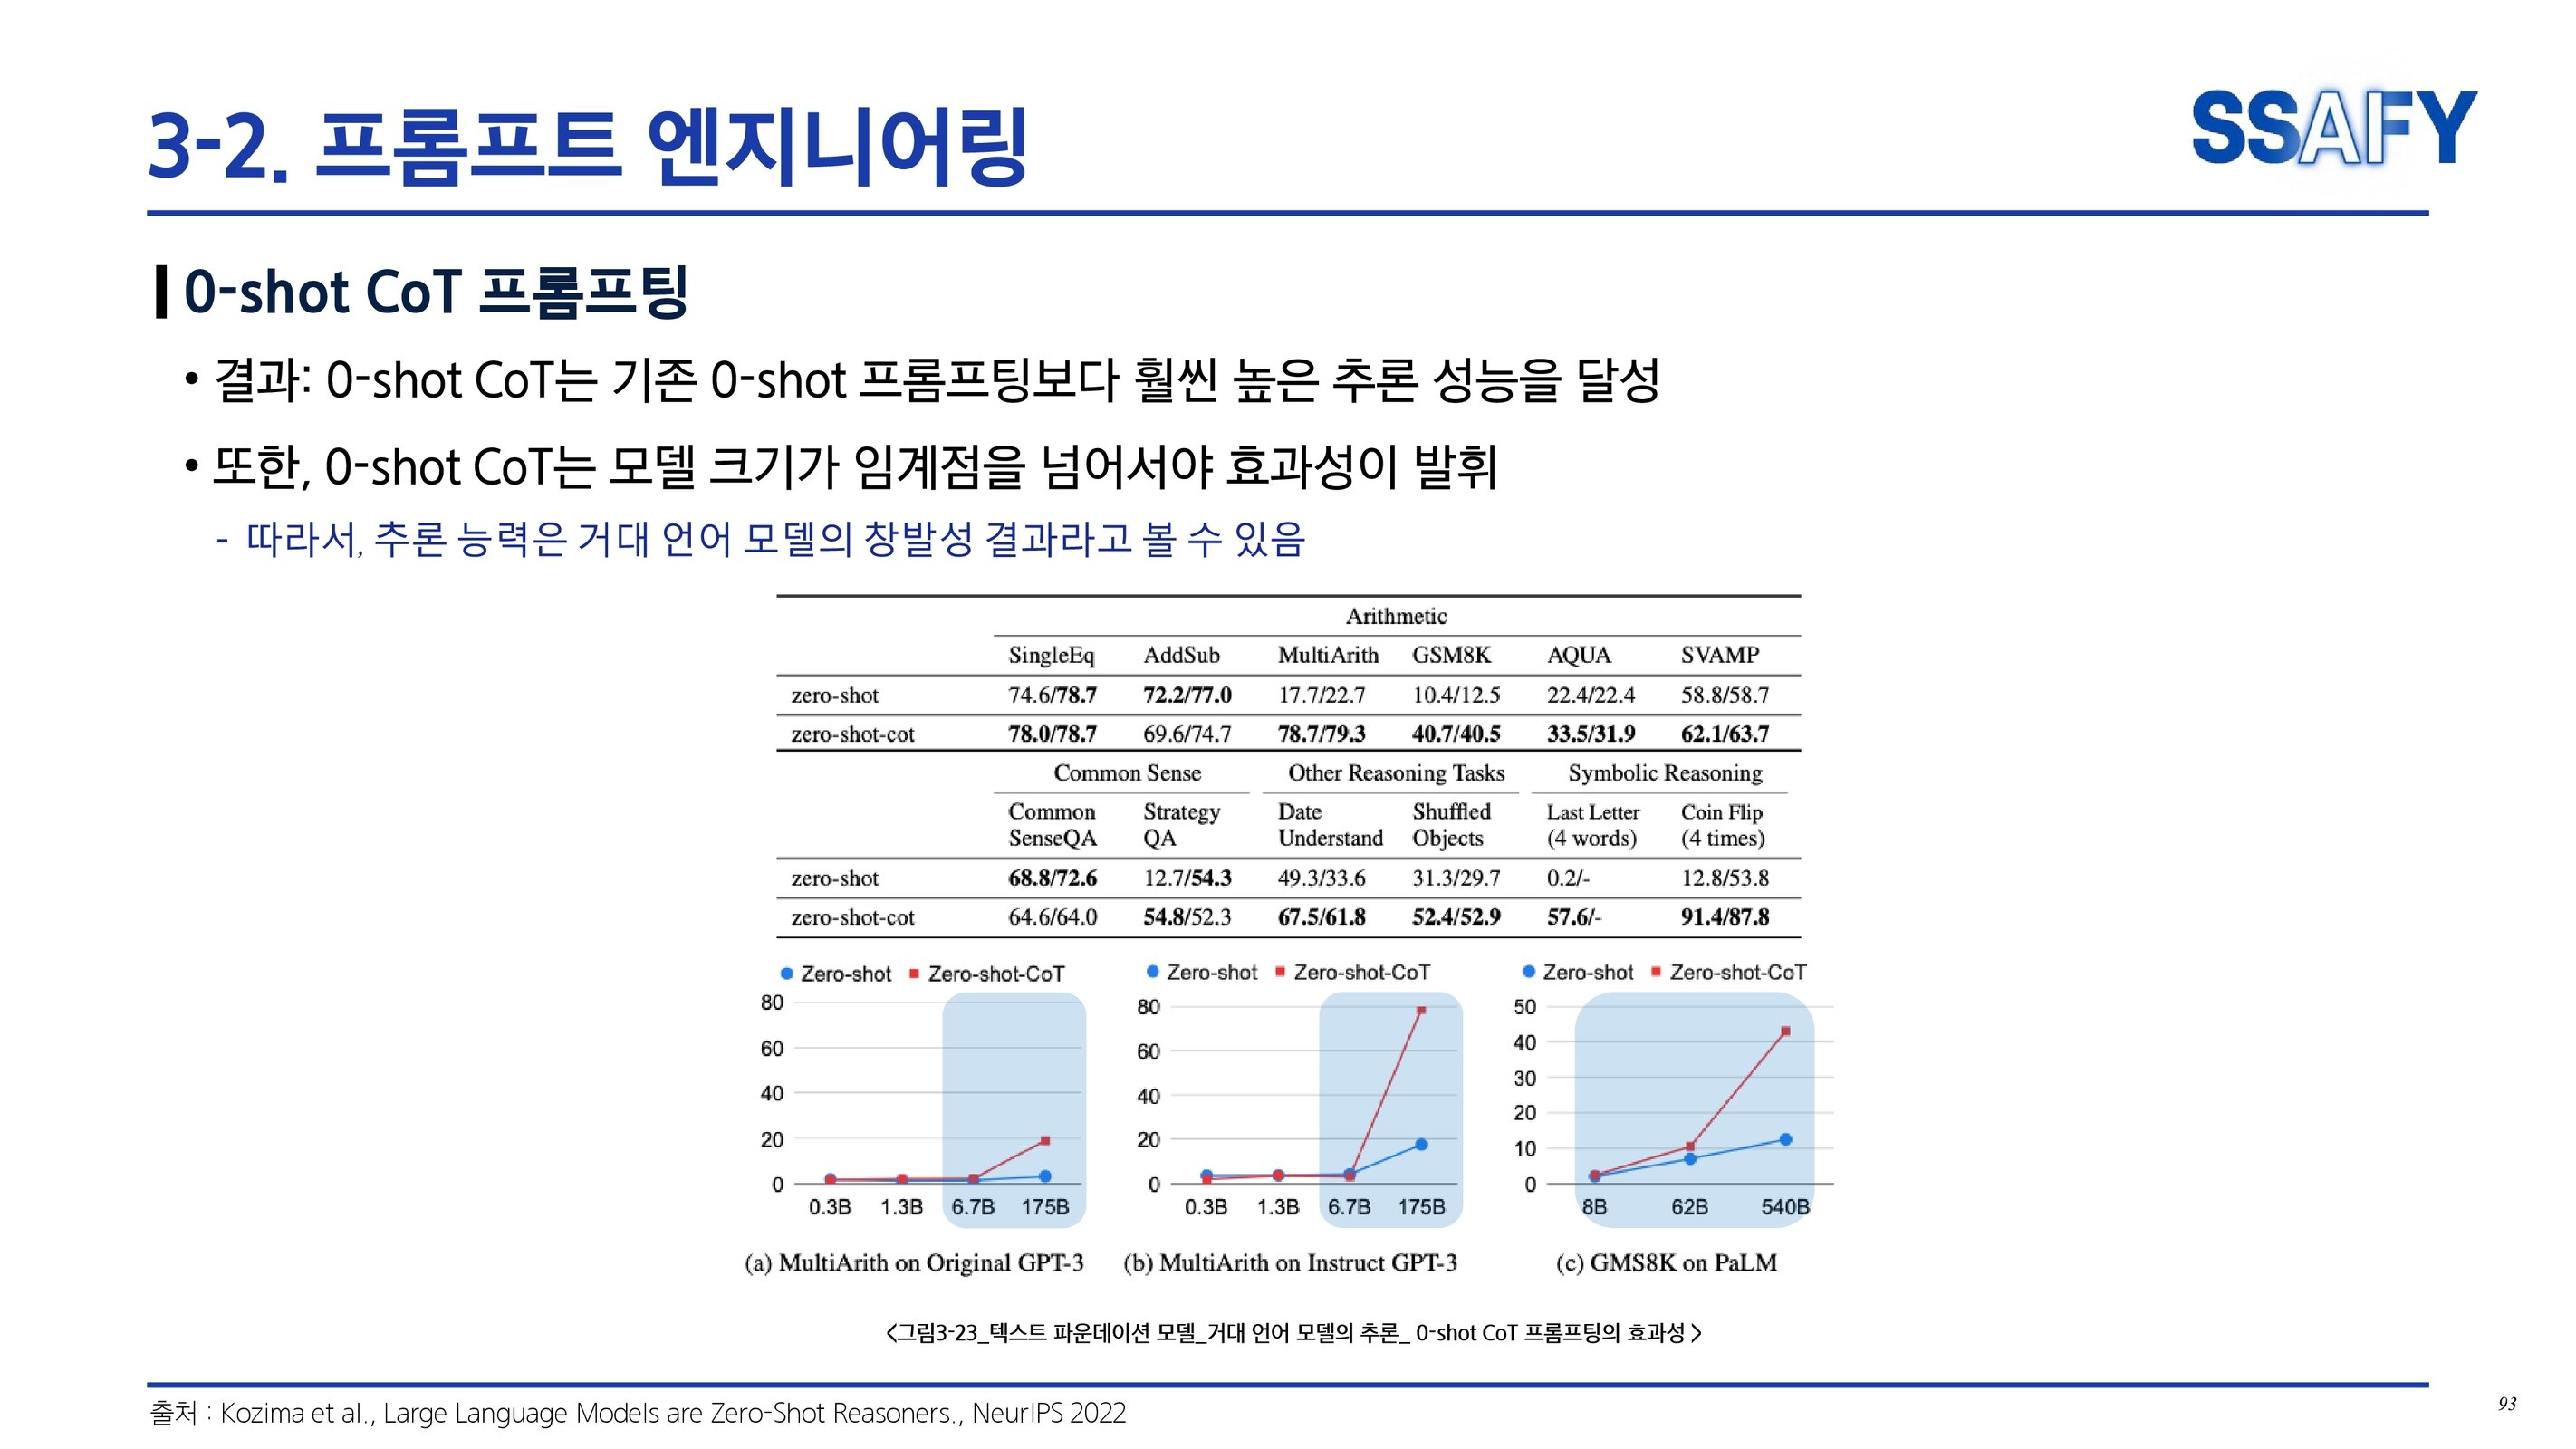 3-2. 프롬프트 엔지니어링
SSAFY
0-shot CoT 프롬프팅
• 결과: 0-shot CoT는 기존 0-shot 프롬프팅보다 훨씬 높은 추론 성능을 달성
• 또한, 0-shot CoT는 모델 크기가 임계점을 넘어서야 효과성이 발휘
- 따라서, 추론 능력은 거대 언어 모델의 창발성 결과라고 볼 수 있음
Arithmetic
SingleEq AddSub MultiArith GSM8K AQUA SVAMP
zero-shot 74.6/78.7 72.2/77.0 17.7/22.7 10.4/12.5 22.4/22.4 58.8/58.7
zero-shot-cot 78.0/78.7 69.6/74.7 78.7/79.3 40.7/40.5 33.5/31.9 62.1/63.7
Common Sense Other Reasoning Tasks Symbolic Reasoning
Common Strategy Date Shuffled Last Letter Coin Flip
SenseQA QA Understand Objects (4 words) (4 times)
zero-shot 68.8/72.6 12.7/54.3 49.3/33.6 31.3/29.7 0.2/- 12.8/53.8
zero-shot-cot 64.6/64.0 54.8/52.3 67.5/61.8 52.4/52.9 57.6/- 91.4/87.8
Zero-shot Zero-shot-CoT
80
60
40
20
0
0.3B 1.3B 6.7B 175B
(a) MultiArith on Original GPT-3
Zero-shot Zero-shot-CoT
80
60
40
20
0
0.3B 1.3B 6.7B 175B
(b) MultiArith on Instruct GPT-3
Zero-shot Zero-shot-CoT
50
40
30
20
10
0
8B 62B 540B
(c) GMS8K on PaLM
<그림3-23_텍스트 파운데이션 모델_거대 언어 모델의 추론_ 0-shot CoT 프롬프팅의 효과성 >
출처 : Kozima et al., Large Language Models are Zero-Shot Reasoners., NeurIPS 2022
93